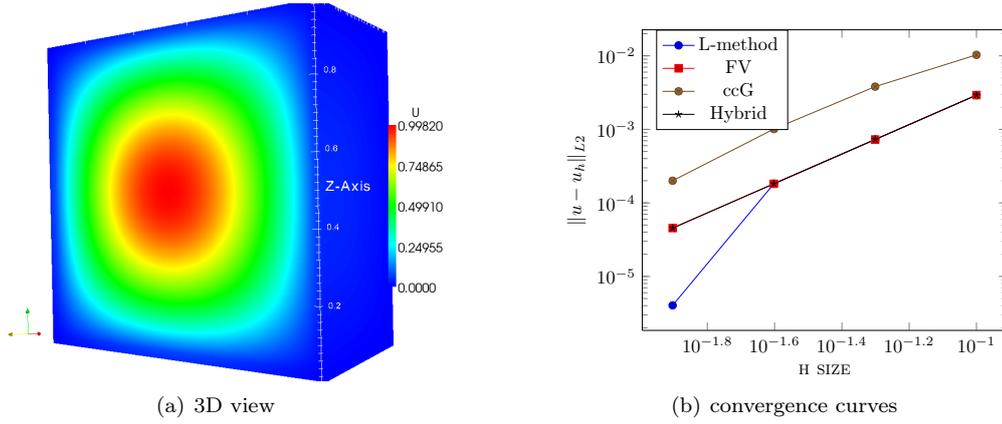 0.8
0.6
Z-Axis
0.4
0.2
U
0.99820
0.74865
0.49910
0.24955
0.0000
(a) 3D view
L-method
FV
ccG
Hybrid
10^{-2}
10^{-3}
10^{-4}
10^{-5}
‖u − u_h‖_{L2}
10^{-1.8} 10^{-1.6} 10^{-1.4} 10^{-1.2} 10^{-1}
H SIZE
(b) convergence curves